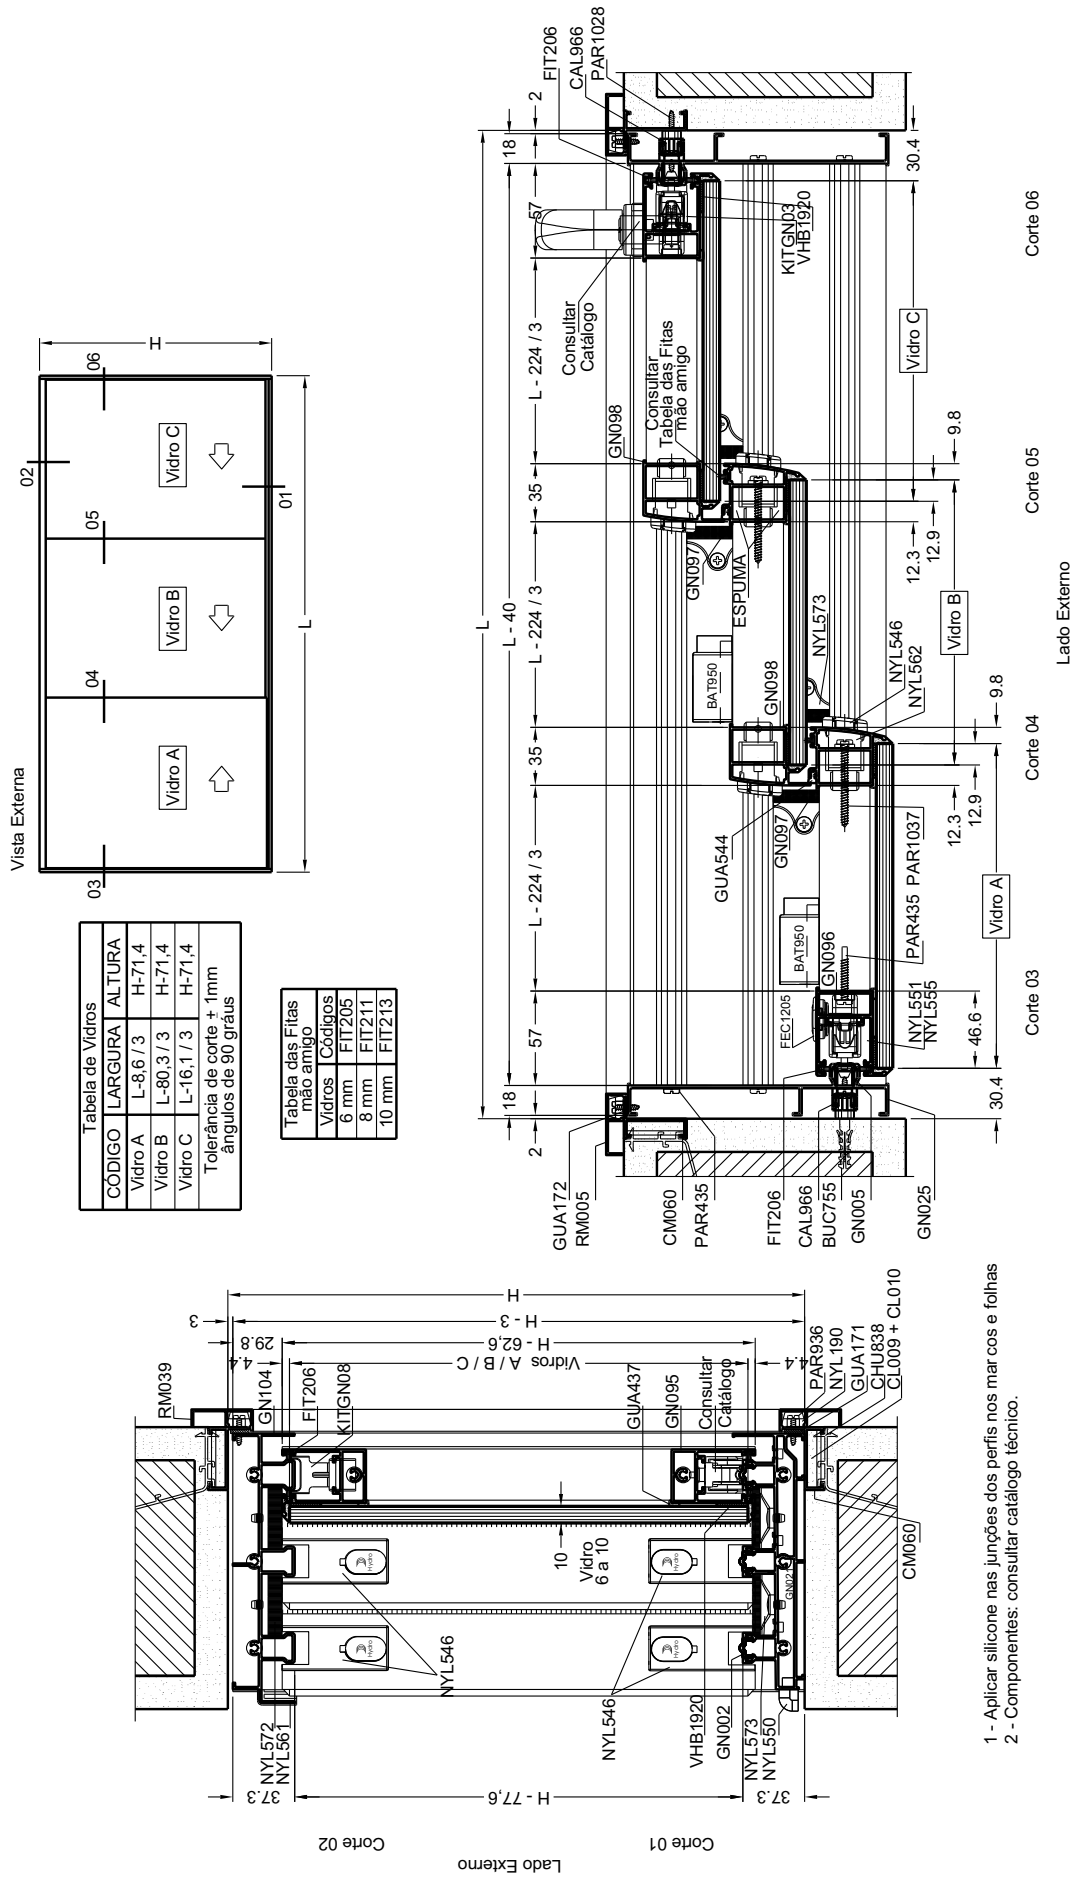 Vista Externa
02
01
03
04
05
06
H
L
Vidro A
Vidro B
Vidro C
Tabela de Vidros
CÓDIGO LARGURA ALTURA
Vidro A L-8,6 / 3 H-71,4
Vidro B L-80,3 / 3 H-71,4
Vidro C L-16,1 / 3 H-71,4
Tolerância de corte ± 1mm
ângulos de 90 graus
Tabela das Fitas
mão amigo
Vidros Códigos
6 mm FIT205
8 mm FIT211
10 mm FIT213
L
L - 40
18
2
2
18
57
L - 224 / 3
35
L - 224 / 3
35
L - 224 / 3
57
FIT206
CAL966
PAR1028
Consultar
Catálogo
GN098
Consultar
Tabela das Fitas
mão amigo
KITGN03
VHB1920
GN097
ESPUMA
BAT950
NYL573
GN098
NYL546
NYL562
GUA544
GN097
BAT950
PAR435 PAR1037
GN096
FEC1205
NYL551
NYL555
GUA172
RM005
CM060
PAR435
FIT206
CAL966
BUC755
GN005
GN025
30.4
46.6
Vidro A
12.3
12.9
9.8
Vidro B
12.3
12.9
9.8
Vidro C
30.4
Corte 03
Corte 04
Corte 05
Corte 06
Lado Externo
H
H - 3
3
H - 62,6
29.8
Vidros A / B / C
4.4
4.4
RM039
GN104
FIT206
KITGN08
GUA437
GN095
Consultar
Catálogo
PAR936
NYL190
GUA171
CHU838
CL009 + CL010
CM060
10
Vidro
6 a 10
Hydro
Hydro
Hydro
Hydro
NYL546
NYL546
VHB1920
GN002
NYL573
NYL550
NYL572
NYL561
37.3
H - 77,6
37.3
Corte 02
Corte 01
Lado Externo
1 - Aplicar silicone nas junções dos perfis nos mar cos e folhas
2 - Componentes: consultar catálogo técnico.